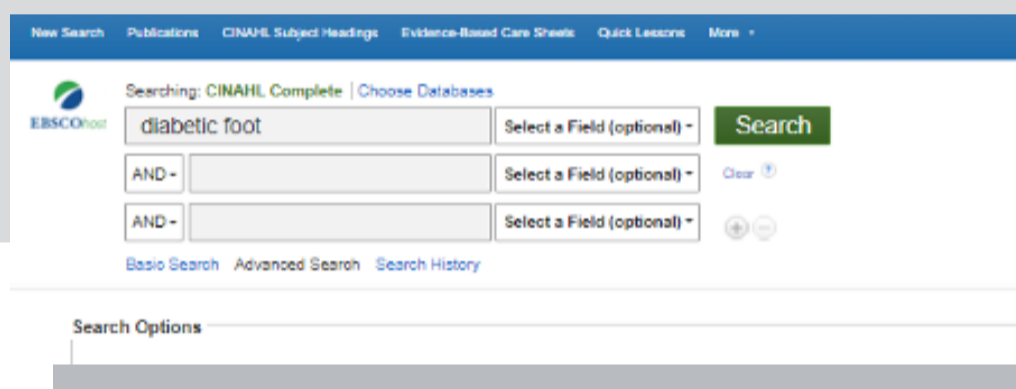 New Search Publications CINAHL Subject Headings Evidence-Based Care Sheets Quick Lessons More
Searching: CINAHL Complete | Choose Databases
EBSCOhost
diabetic foot Select a Field (optional) Search
AND Select a Field (optional) Clear ?
AND Select a Field (optional)
Basic Search Advanced Search Search History
Search Options